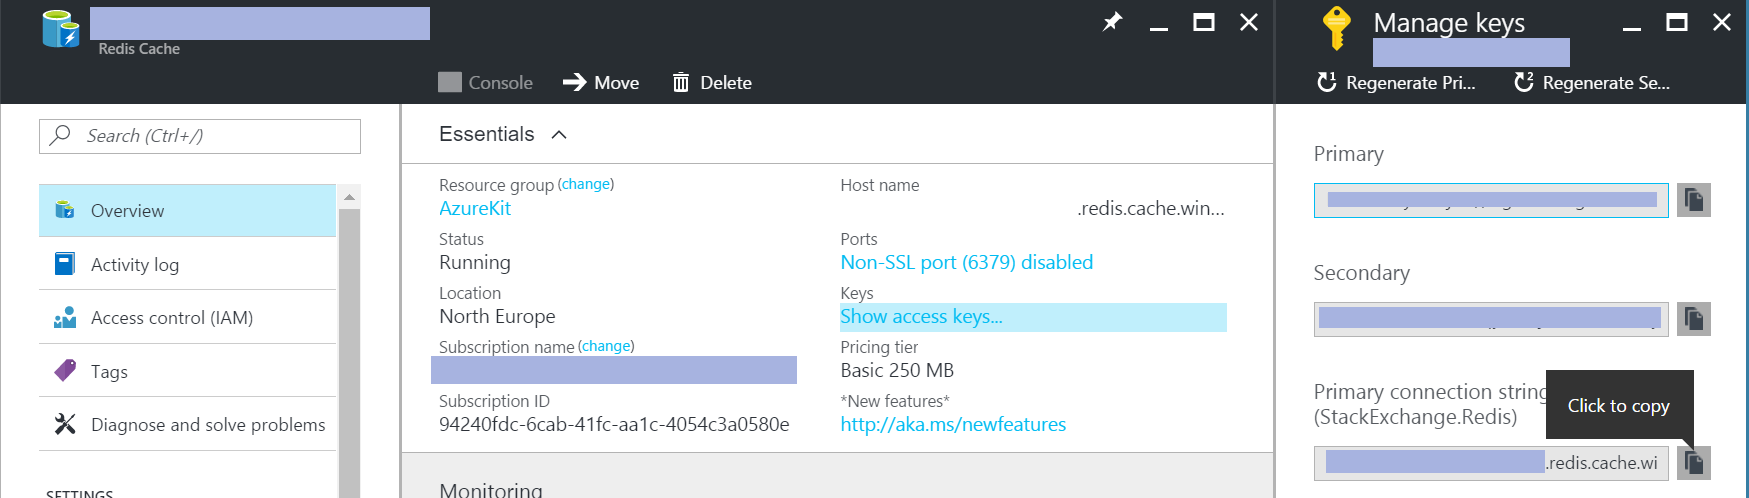 Redis Cache
Console
Move
Delete
Manage keys
Regenerate Pri...
Regenerate Se...
Search (Ctrl+/)
Overview
Activity log
Access control (IAM)
Tags
Diagnose and solve problems
SETTINGS
Essentials
Resource group (change)
AzureKit
Status
Running
Location
North Europe
Subscription name (change)
Subscription ID
94240fdc-6cab-41fc-aa1c-4054c3a0580e
Host name
.redis.cache.win...
Ports
Non-SSL port (6379) disabled
Keys
Show access keys...
Pricing tier
Basic 250 MB
*New features*
http://aka.ms/newfeatures
Monitoring
Primary
Secondary
Primary connection string
(StackExchange.Redis)
Click to copy
.redis.cache.wi